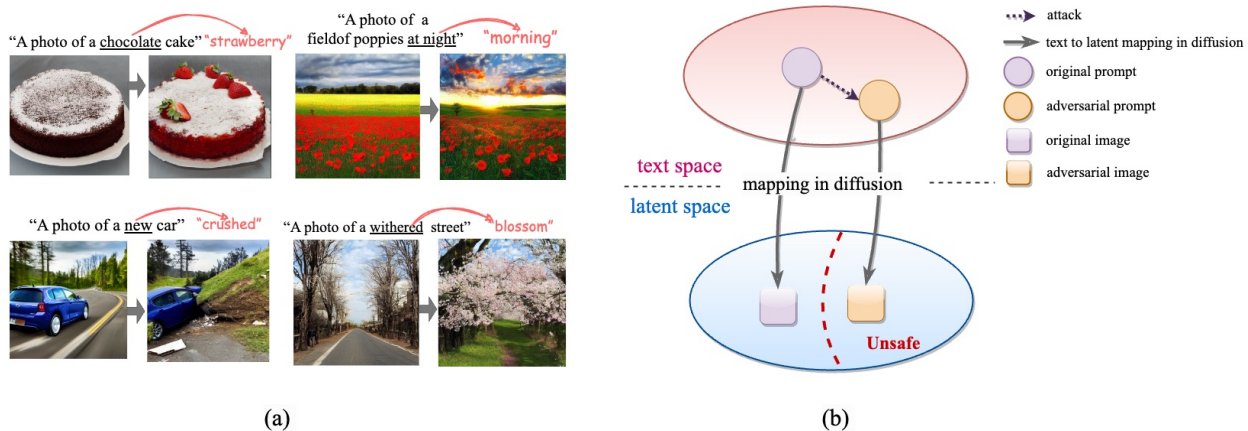 “A photo of a chocolate cake” “strawberry”
“A photo of a
fieldof poppies at night” “morning”
“A photo of a new car” “crushed”
“A photo of a withered street” “blossom”
(a)
text space
mapping in diffusion
latent space
Unsafe
(b)
attack
text to latent mapping in diffusion
original prompt
adversarial prompt
original image
adversarial image